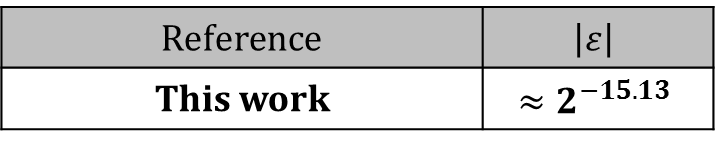 Reference |ε|
This work ≈ 2^−15.13